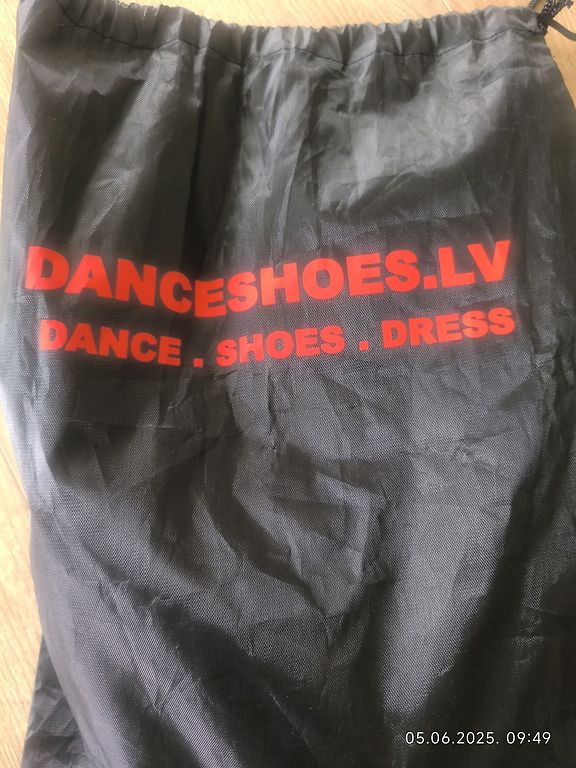 DANCESHOES.LV
DANCE . SHOES . DRESS
05.06.2025. 09:49